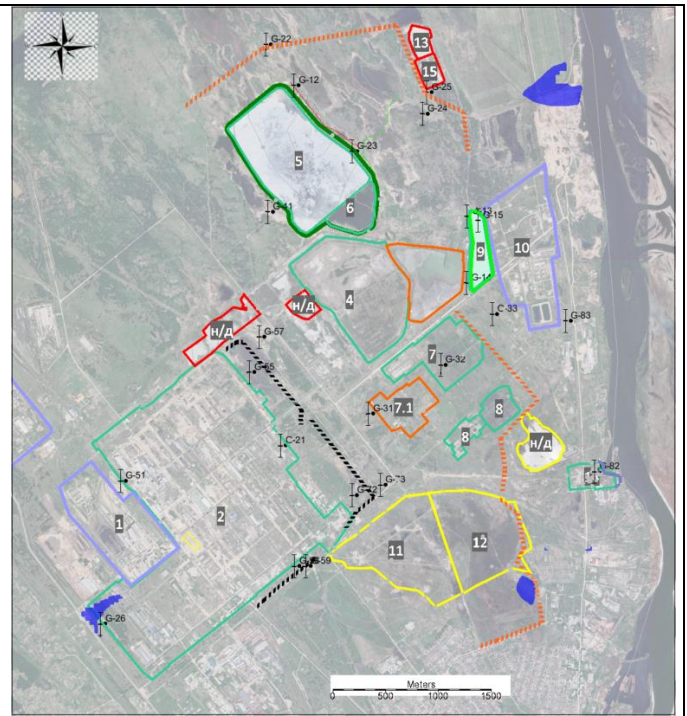 G-22
13
15
G-25
G-12
G-24
5
G-23
6
G-41
G-15
9
10
G-14
4
н/д
н/д
C-33
G-83
G-57
7
G-32
G-55
7.1
G-31
8
8
н/д
C-21
G-82
G-51
G-73
1
2
11
12
G-59
G-26
Meters
0
500
1000
1500